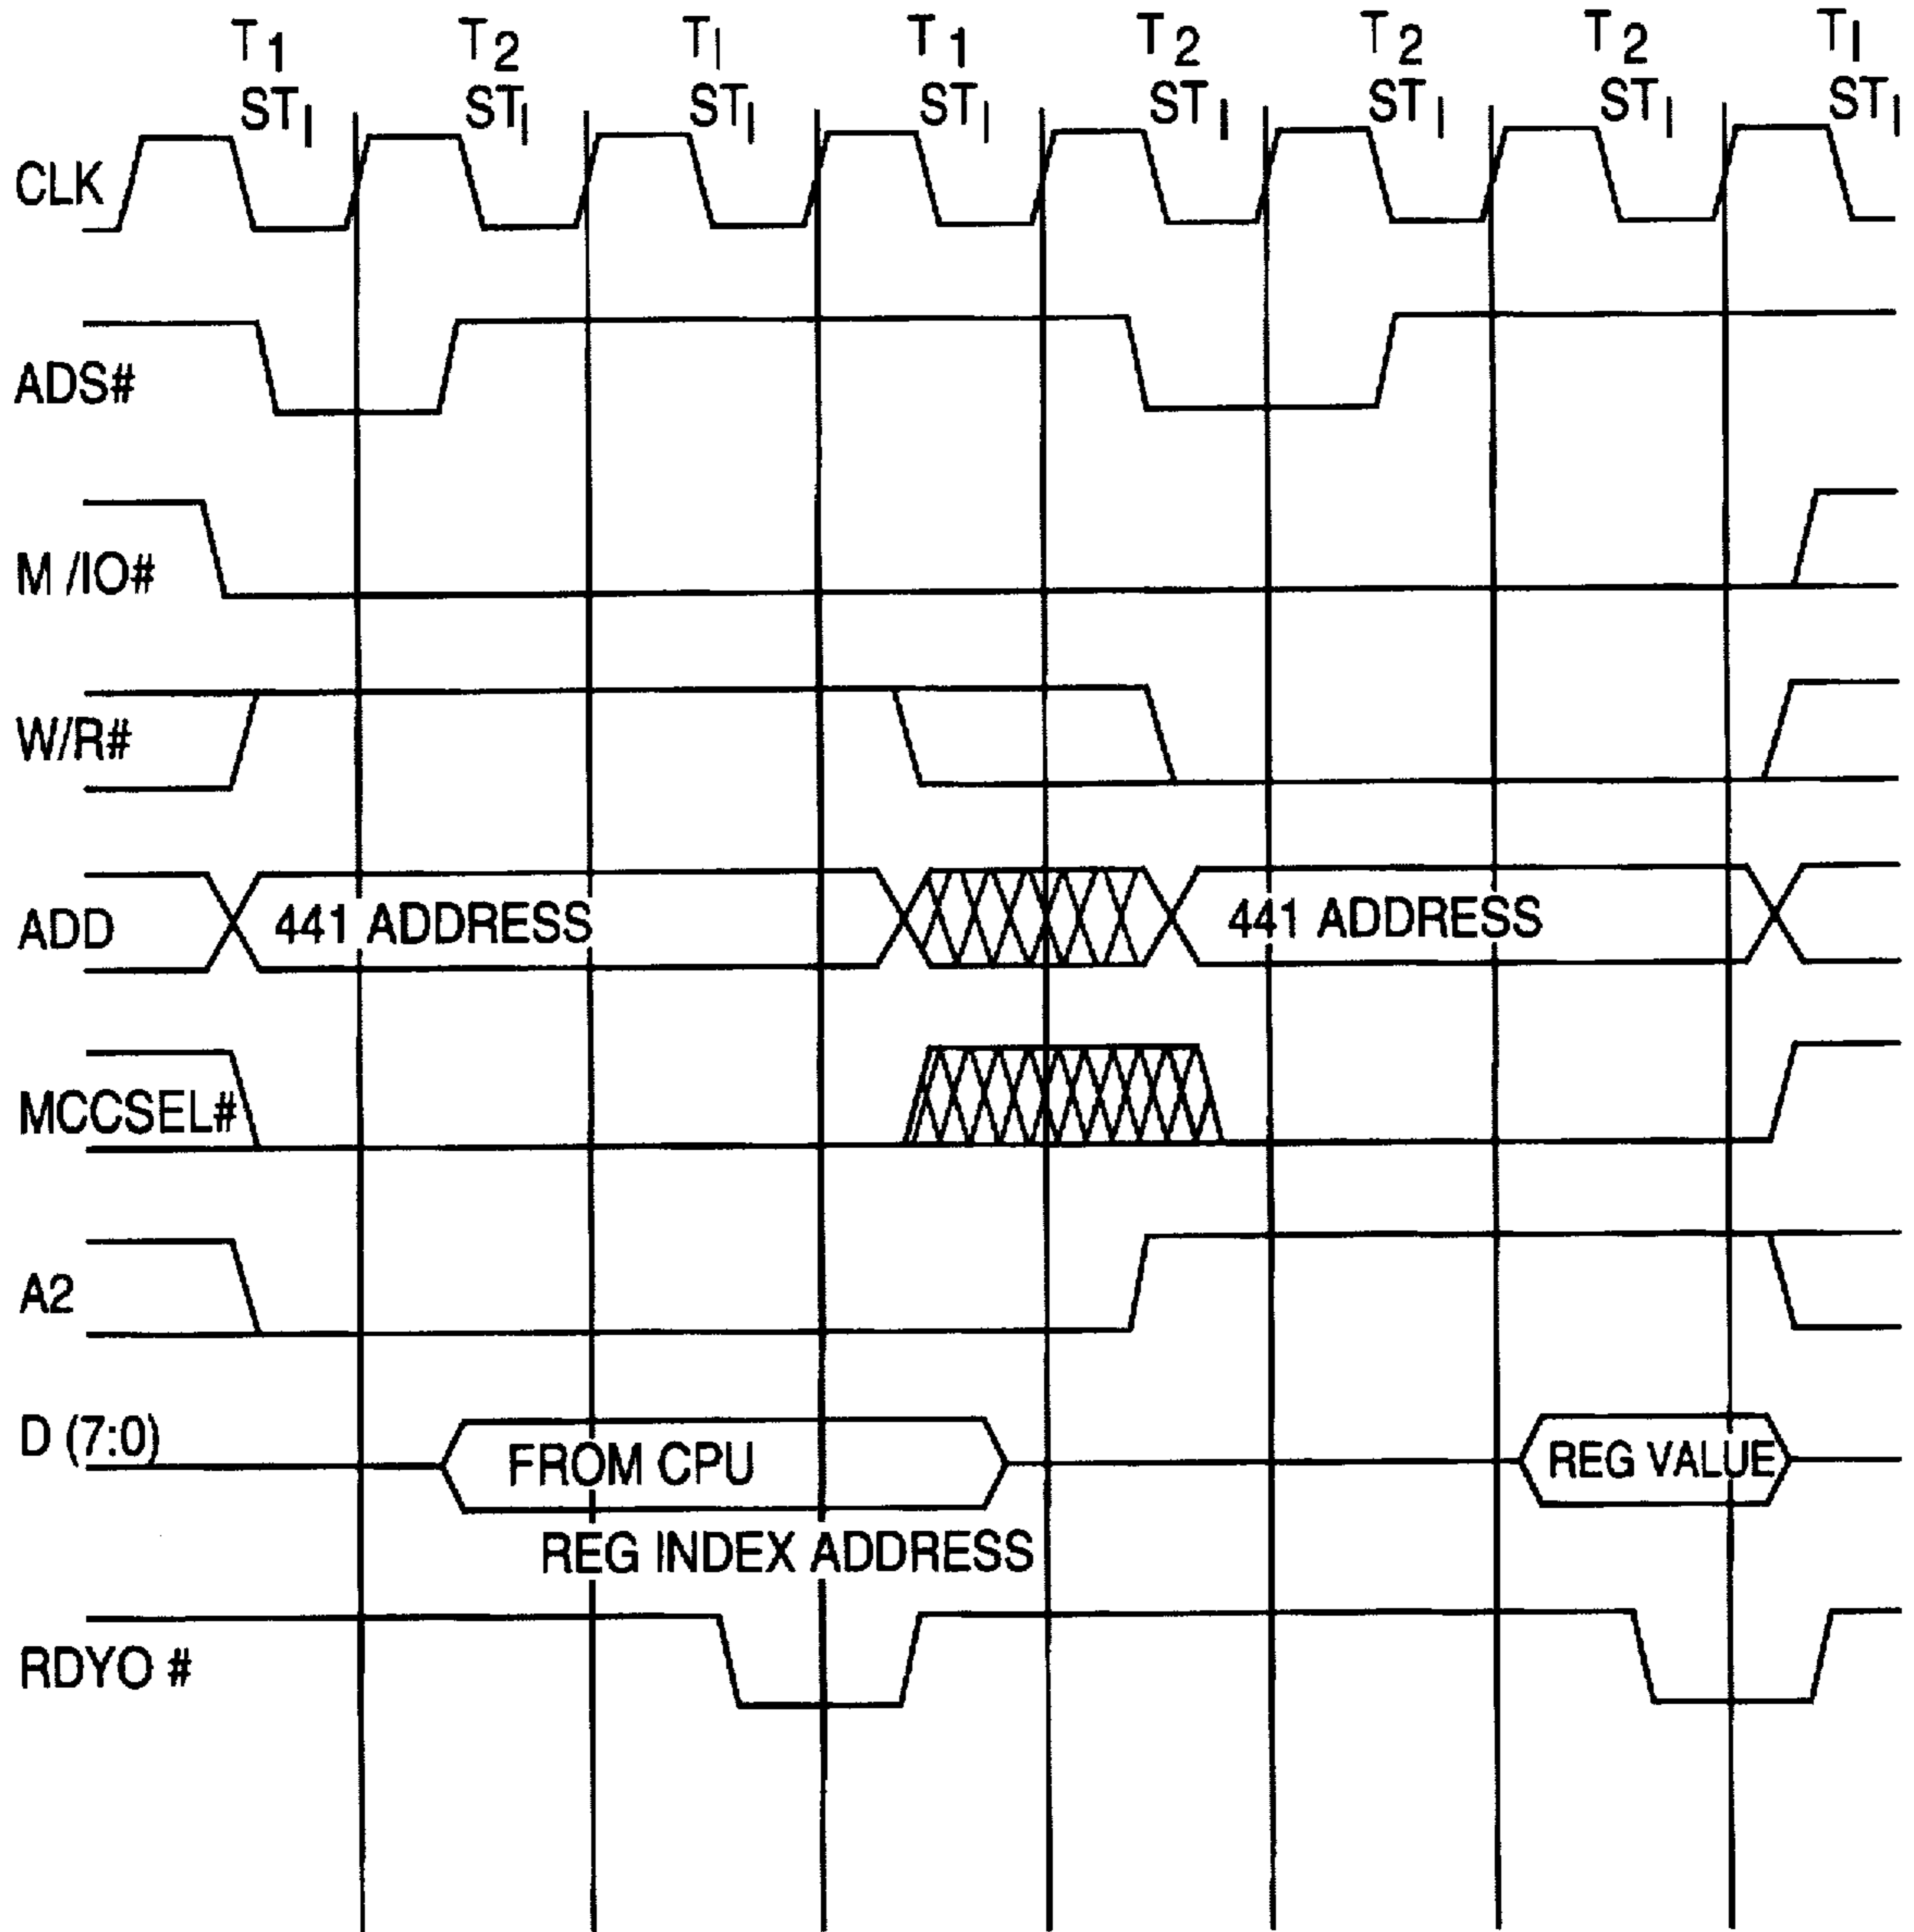 T1 T2 TI T1 T2 T2 T2 TI
STI STI STI STI STI STI STI STI
CLK
ADS#
M /IO#
W/R#
ADD 441 ADDRESS 441 ADDRESS
MCCSEL#
A2
D (7:0) FROM CPU REG VALUE
REG INDEX ADDRESS
RDYO #